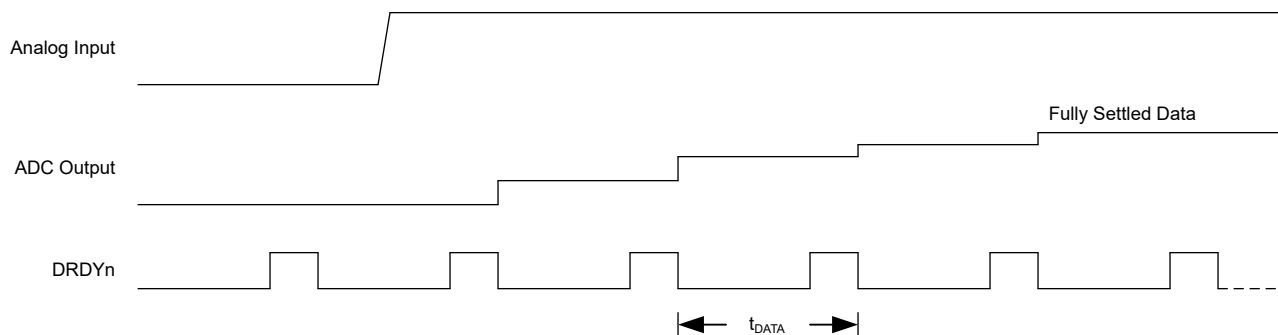 Analog Input
Fully Settled Data
ADC Output
DRDYn
tDATA